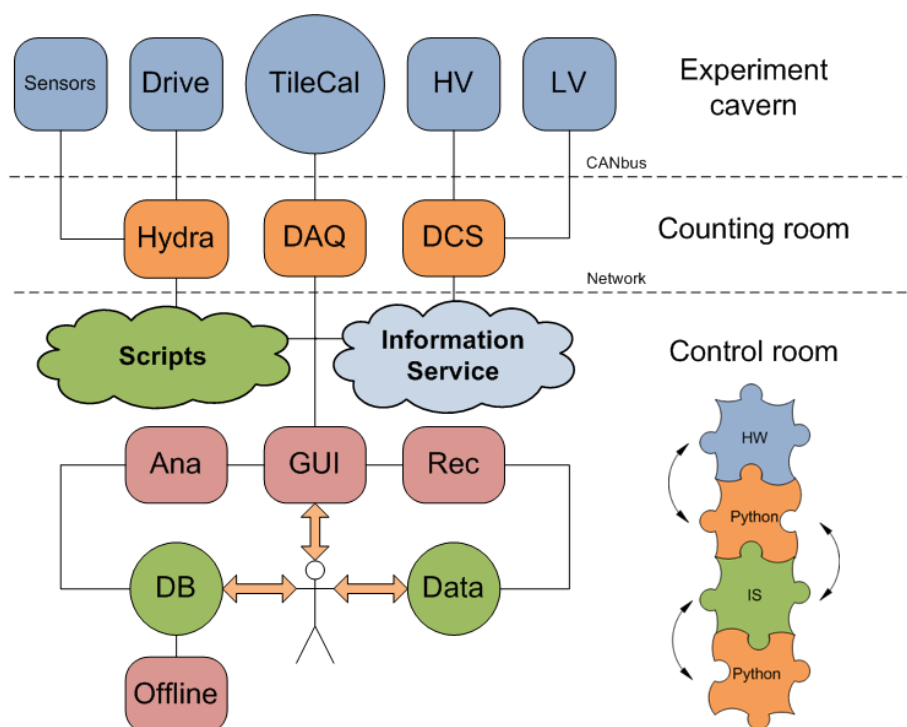 Sensors
Drive
TileCal
HV
LV
Experiment
cavern
CANbus
Hydra
DAQ
DCS
Counting room
Network
Scripts
Information
Service
Control room
Ana
GUI
Rec
HW
Python
DB
Data
IS
Offline
Python